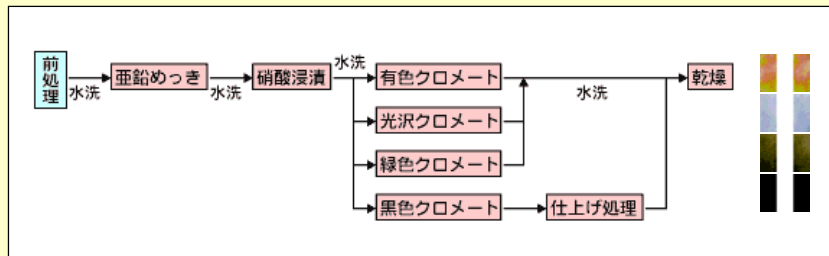 前処理
水洗
亜鉛めっき
水洗
硝酸浸漬
水洗
有色クロメート
水洗
乾燥
光沢クロメート
緑色クロメート
黒色クロメート
仕上げ処理